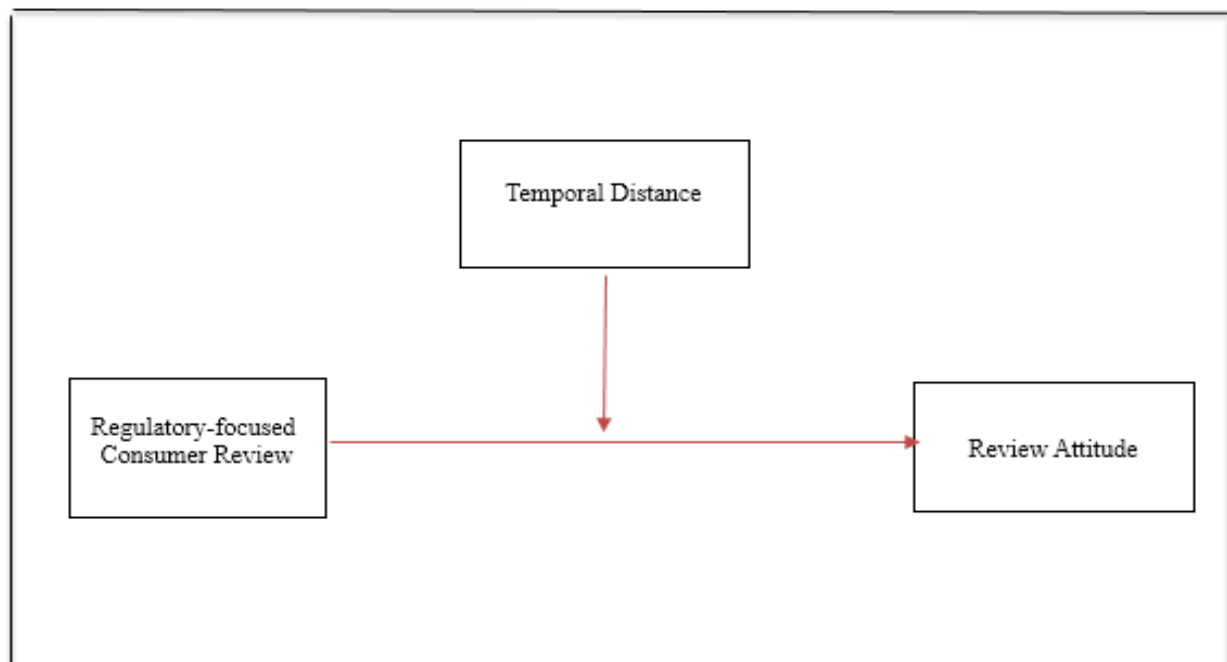 Temporal Distance
Regulatory-focused
Consumer Review
Review Attitude